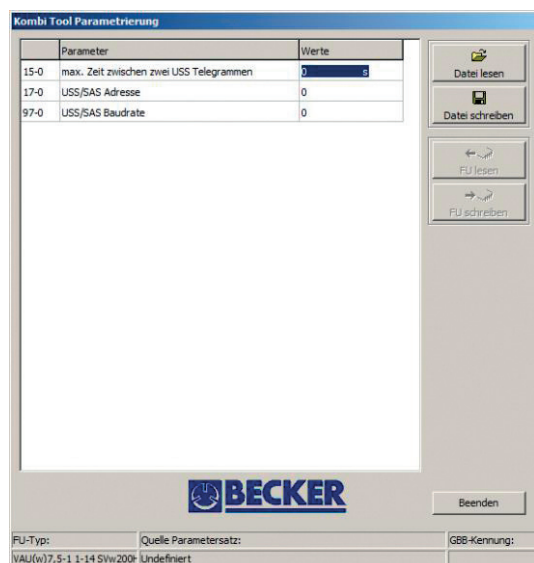 Kombi Tool Parametrierung
Parameter Werte
15-0 max. Zeit zwischen zwei USS Telegrammen 0 s
17-0 USS/SAS Adresse 0
97-0 USS/SAS Baudrate 0
Datei lesen
Datei schreiben
FU lesen
FU schreiben
BECKER
Beenden
FU-Typ: Quelle Parametersatz: GBB-Kennung:
VAU(w)7,5-1 1-14 SVw200H Undefiniert